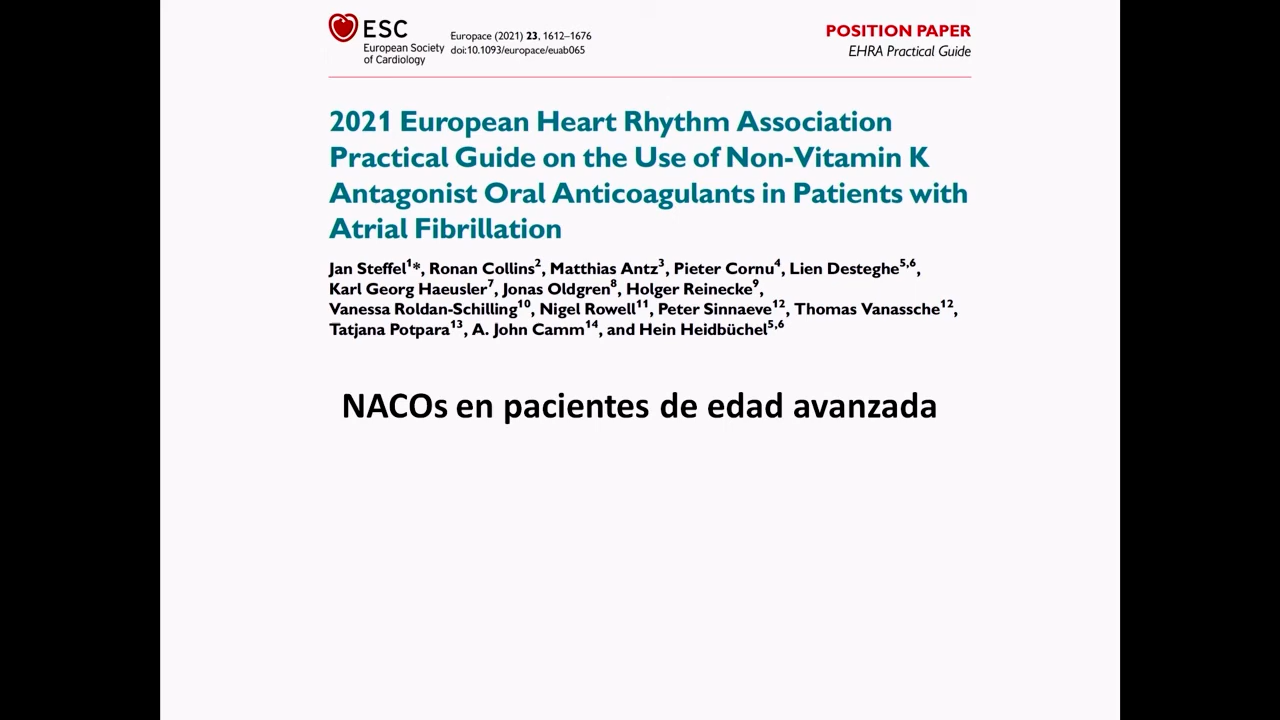 ESC
European Society
of Cardiology
Europace (2021) 23, 1612–1676
doi:10.1093/europace/euab065
POSITION PAPER
EHRA Practical Guide
2021 European Heart Rhythm Association
Practical Guide on the Use of Non-Vitamin K
Antagonist Oral Anticoagulants in Patients with
Atrial Fibrillation
Jan Steffel1*, Ronan Collins2, Matthias Antz3, Pieter Cornu4, Lien Desteghe5,6,
Karl Georg Haeusler7, Jonas Oldgren8, Holger Reinecke9,
Vanessa Roldan-Schilling10, Nigel Rowell11, Peter Sinnaeve12, Thomas Vanassche12,
Tatjana Potpara13, A. John Camm14, and Hein Heidbüchel5,6
NACOs en pacientes de edad avanzada